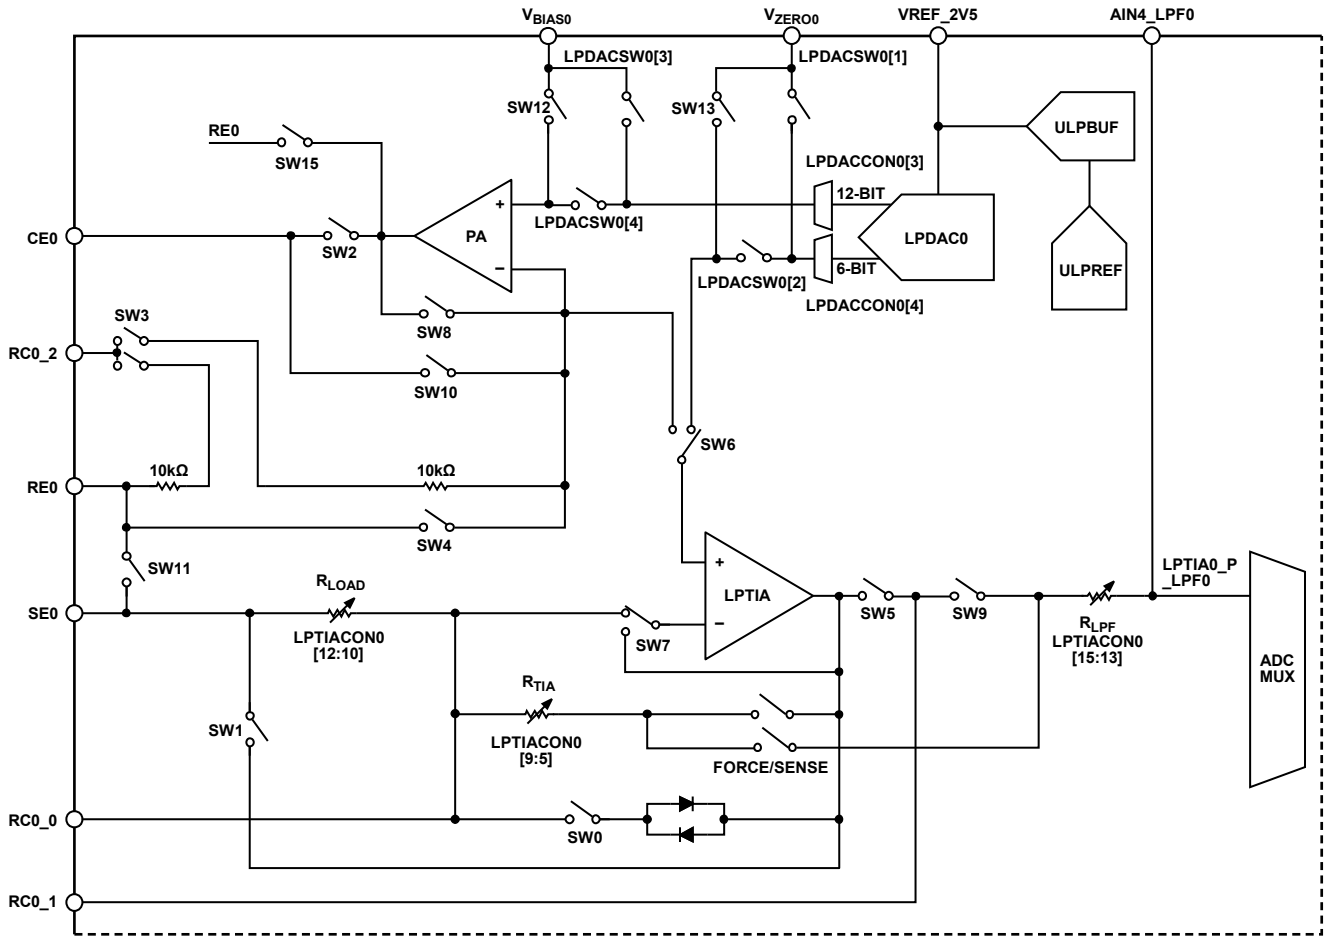 VBIAS0
VZERO0
VREF_2V5
AIN4_LPF0
LPDACSW0[3]
LPDACSW0[1]
SW12
SW13
ULPBUF
RE0
SW15
LPDACCON0[3]
12-BIT
PA
+
−
LPDACSW0[4]
LPDAC0
CE0
SW2
6-BIT
ULPREF
LPDACSW0[2]
LPDACCON0[4]
SW3
SW8
RC0_2
SW10
SW6
10kΩ
10kΩ
RE0
SW4
SW11
+
−
LPTIA
LPTIA0_P
_LPF0
RLOAD
SE0
SW5
SW9
LPTIACON0
[12:10]
SW7
RLPF
LPTIACON0
[15:13]
ADC
MUX
RTIA
SW1
LPTIACON0
[9:5]
FORCE/SENSE
RC0_0
SW0
RC0_1